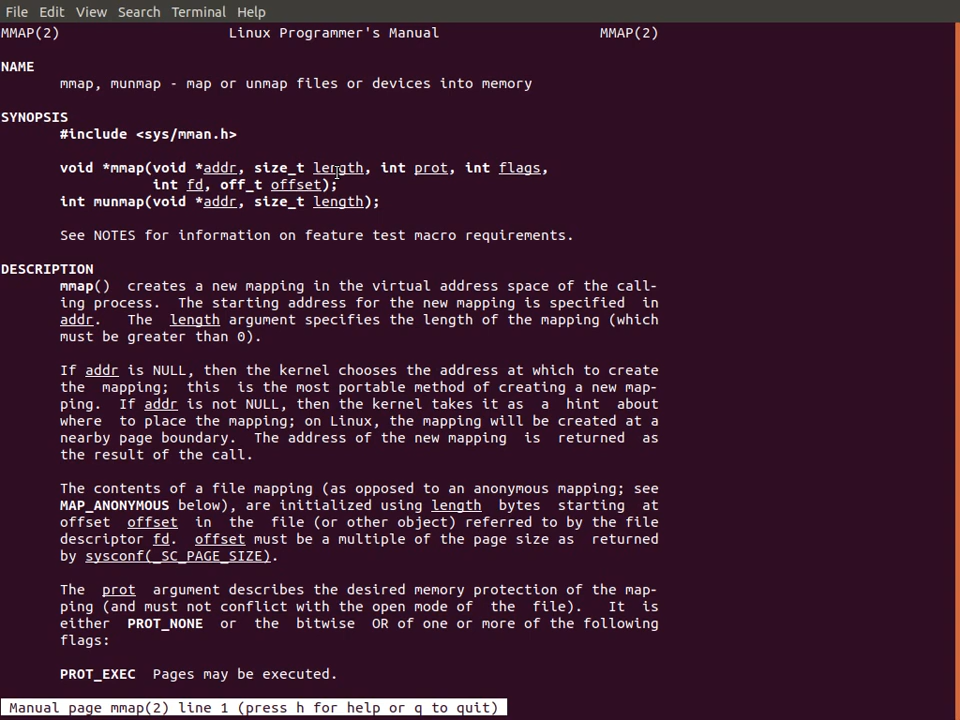 File Edit View Search Terminal Help
MMAP(2) Linux Programmer's Manual MMAP(2)
NAME
mmap, munmap - map or unmap files or devices into memory
SYNOPSIS
#include <sys/mman.h>
void *mmap(void *addr, size_t length, int prot, int flags,
int fd, off_t offset);
int munmap(void *addr, size_t length);
See NOTES for information on feature test macro requirements.
DESCRIPTION
mmap() creates a new mapping in the virtual address space of the call-
ing process. The starting address for the new mapping is specified in
addr. The length argument specifies the length of the mapping (which
must be greater than 0).
If addr is NULL, then the kernel chooses the address at which to create
the mapping; this is the most portable method of creating a new map-
ping. If addr is not NULL, then the kernel takes it as a hint about
where to place the mapping; on Linux, the mapping will be created at a
nearby page boundary. The address of the new mapping is returned as
the result of the call.
The contents of a file mapping (as opposed to an anonymous mapping; see
MAP_ANONYMOUS below), are initialized using length bytes starting at
offset offset in the file (or other object) referred to by the file
descriptor fd. offset must be a multiple of the page size as returned
by sysconf(_SC_PAGE_SIZE).
The prot argument describes the desired memory protection of the map-
ping (and must not conflict with the open mode of the file). It is
either PROT_NONE or the bitwise OR of one or more of the following
flags:
PROT_EXEC Pages may be executed.
Manual page mmap(2) line 1 (press h for help or q to quit)